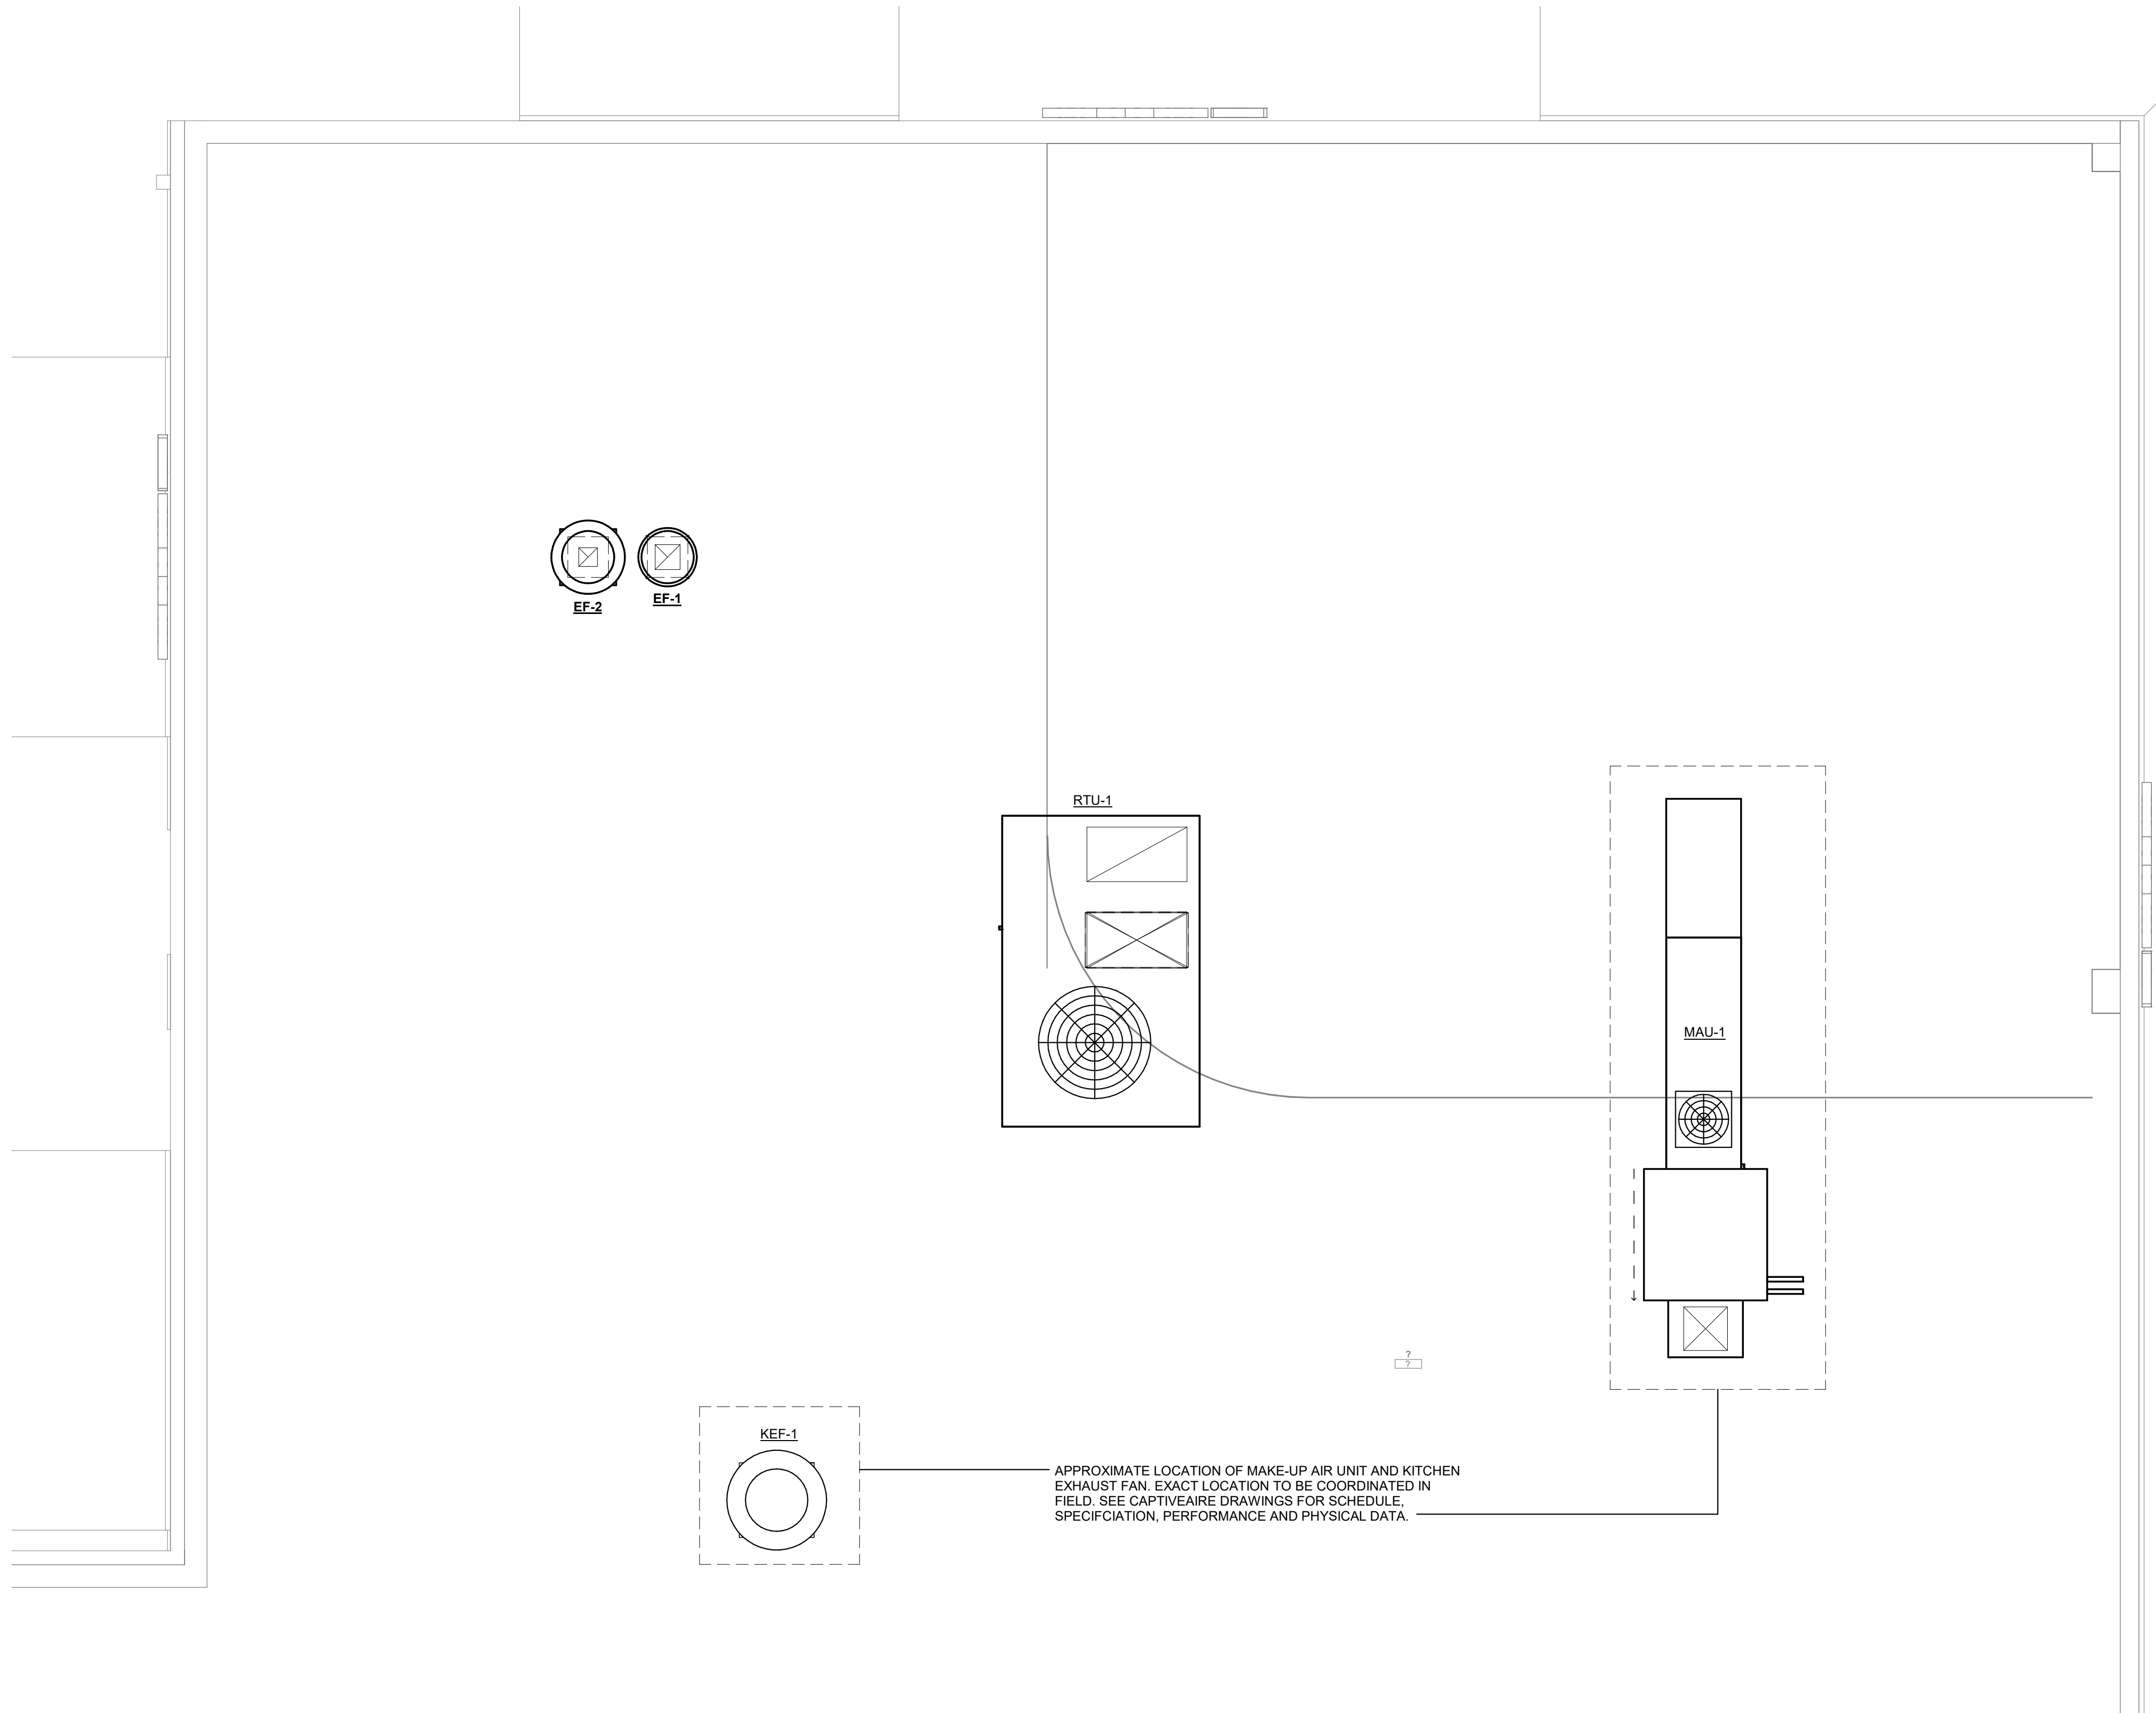 EF-2
EF-1
RTU-1
MAU-1
?
?
KEF-1
APPROXIMATE LOCATION OF MAKE-UP AIR UNIT AND KITCHEN
EXHAUST FAN. EXACT LOCATION TO BE COORDINATED IN
FIELD. SEE CAPTIVEAIRE DRAWINGS FOR SCHEDULE,
SPECIFCIATION, PERFORMANCE AND PHYSICAL DATA.